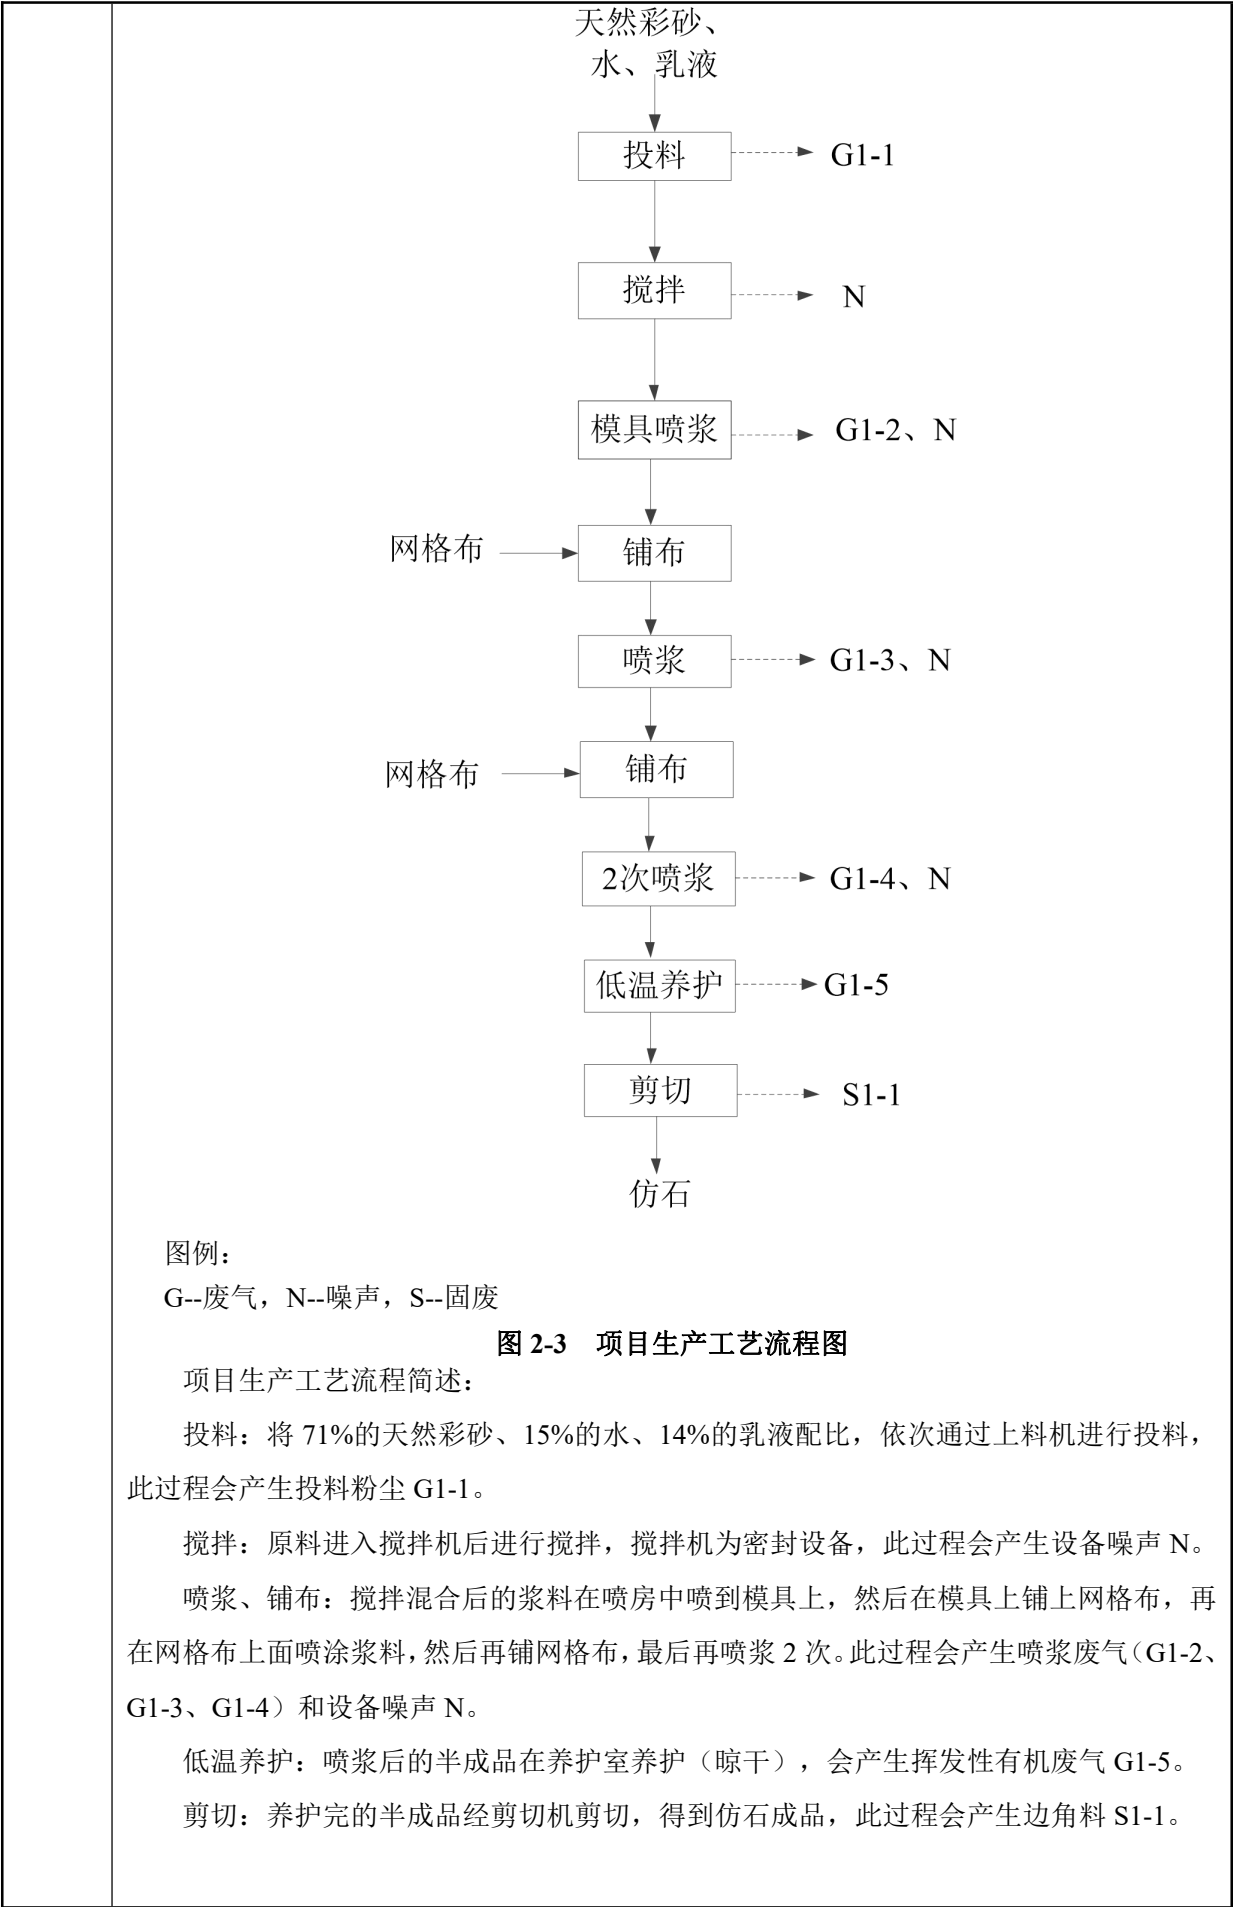 天然彩砂、
水、乳液
投料
G1-1
搅拌
N
模具喷浆
G1-2、N
网格布
铺布
喷浆
G1-3、N
网格布
铺布
2次喷浆
G1-4、N
低温养护
G1-5
剪切
S1-1
仿石
图例：
G--废气，N--噪声，S--固废
图 2-3 项目生产工艺流程图
项目生产工艺流程简述：
投料：将 71%的天然彩砂、15%的水、14%的乳液配比，依次通过上料机进行投料，
此过程会产生投料粉尘 G1-1。
搅拌：原料进入搅拌机后进行搅拌，搅拌机为密封设备，此过程会产生设备噪声 N。
喷浆、铺布：搅拌混合后的浆料在喷房中喷到模具上，然后在模具上铺上网格布，再
在网格布上面喷涂浆料，然后再铺网格布，最后再喷浆 2 次。此过程会产生喷浆废气（G1-2、
G1-3、G1-4）和设备噪声 N。
低温养护：喷浆后的半成品在养护室养护（晾干），会产生挥发性有机废气 G1-5。
剪切：养护完的半成品经剪切机剪切，得到仿石成品，此过程会产生边角料 S1-1。